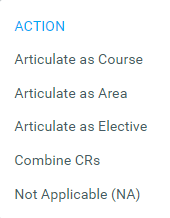 ACTION
Articulate as Course
Articulate as Area
Articulate as Elective
Combine CRs
Not Applicable (NA)